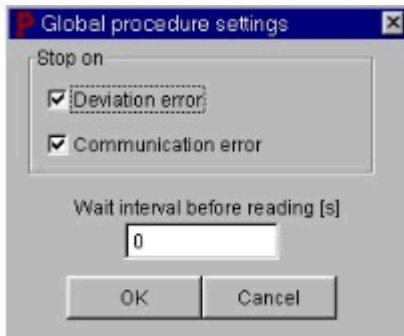 Global procedure settings
Stop on
Deviation error
Communication error
Wait interval before reading [s]
0
OK Cancel